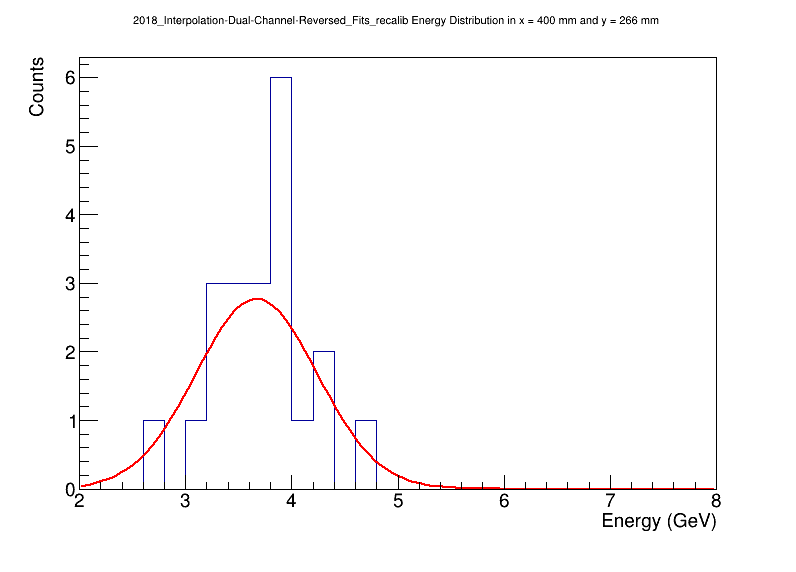 2018_Interpolation-Dual-Channel-Reversed_Fits_recalib Energy Distribution in x = 400 mm and y = 266 mm
Counts
6
5
4
3
2
1
0
2 3 4 5 6 7 8
Energy (GeV)